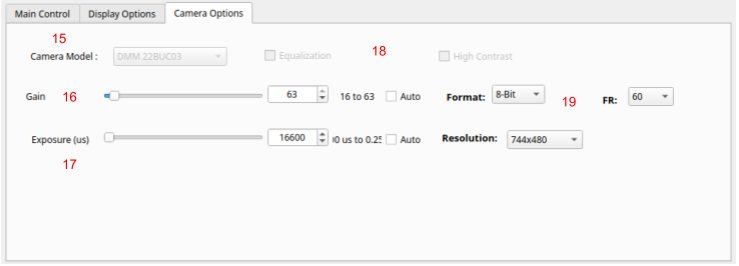 Main Control Display Options Camera Options
15
Camera Model : DMM 22BUC03 Equalization 18 High Contrast
Gain 16 63 16 to 63 Auto Format: 8-Bit 19 FR: 60
Exposure (us) 16600 us to 0.25 Auto Resolution: 744x480
17